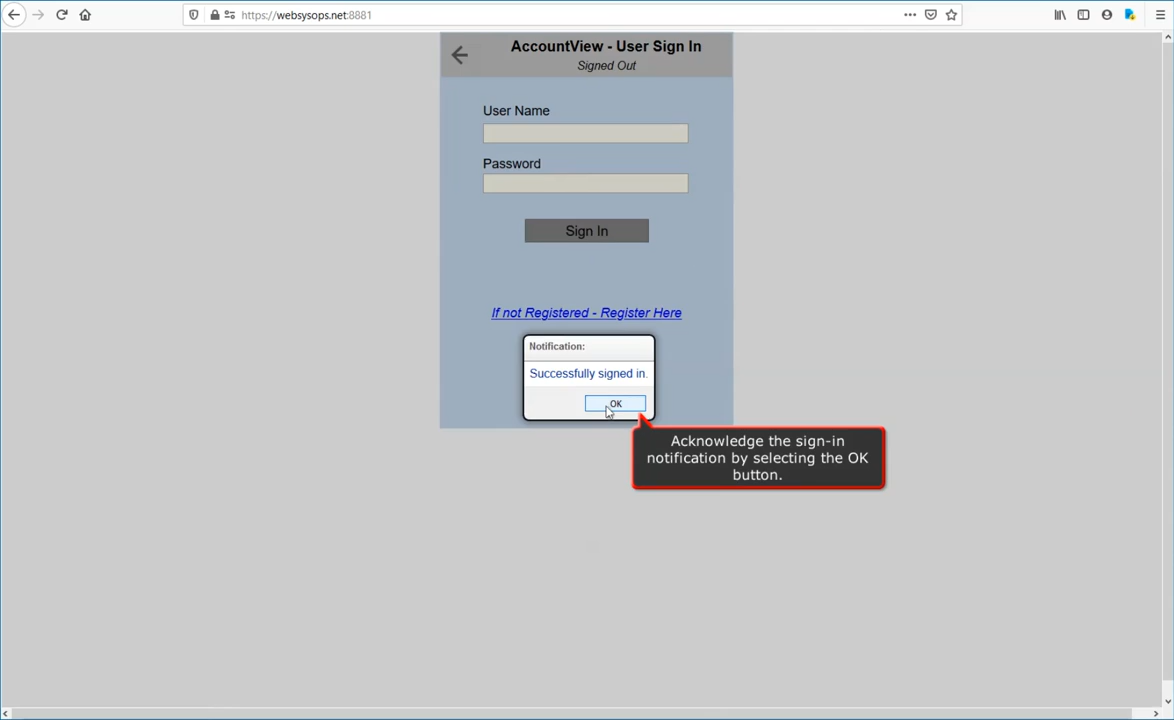 https://websysops.net:8881
AccountView - User Sign In
Signed Out
User Name
Password
Sign In
If not Registered - Register Here
Notification:
Successfully signed in.
OK
Acknowledge the sign-in
notification by selecting the OK
button.